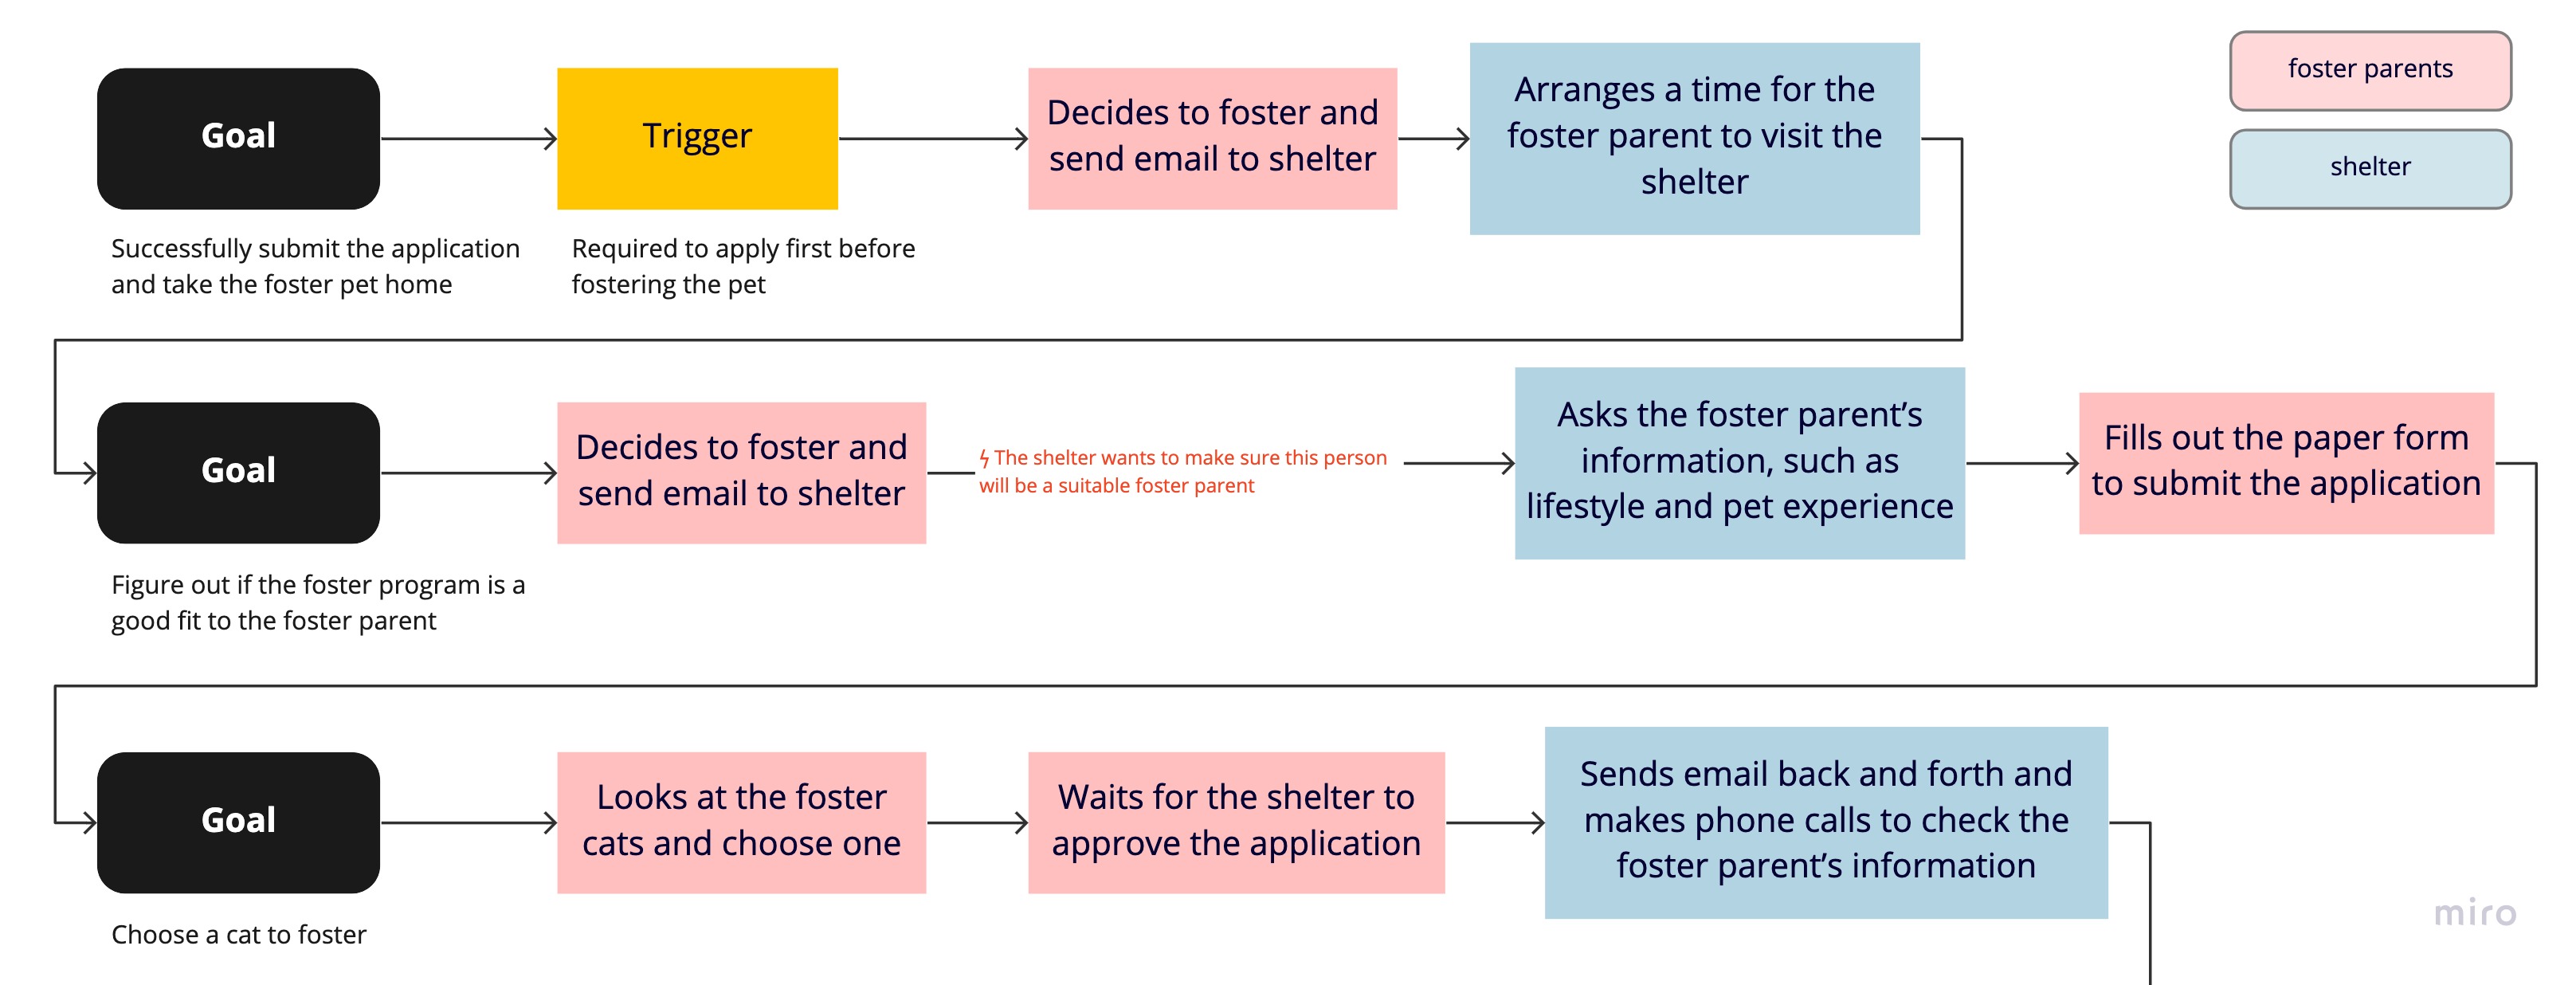 Goal
Trigger
Decides to foster and
send email to shelter
Arranges a time for the
foster parent to visit the
shelter
foster parents
shelter
Successfully submit the application
and take the foster pet home
Required to apply first before
fostering the pet
Goal
Decides to foster and
send email to shelter
The shelter wants to make sure this person
will be a suitable foster parent
Asks the foster parent’s
information, such as
lifestyle and pet experience
Fills out the paper form
to submit the application
Figure out if the foster program is a
good fit to the foster parent
Goal
Looks at the foster
cats and choose one
Waits for the shelter to
approve the application
Sends email back and forth and
makes phone calls to check the
foster parent’s information
Choose a cat to foster
miro